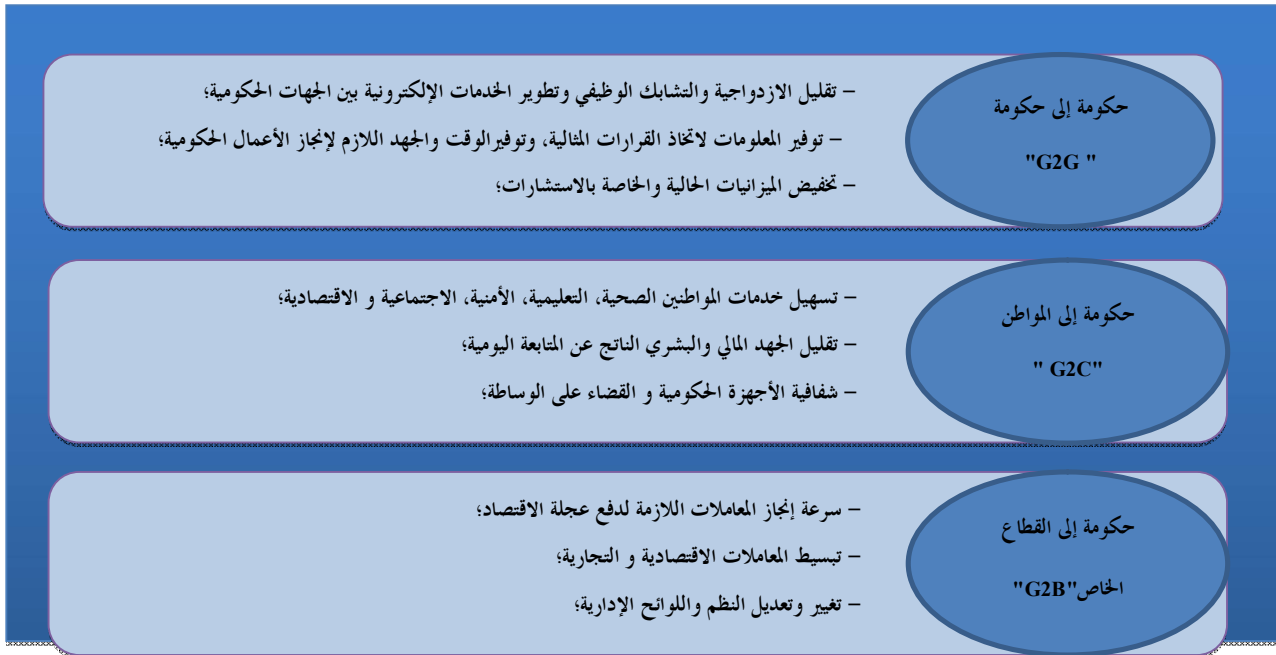 حكومة إلى حكومة
"G2G "
– تقليل الازدواجية والتشابك الوظيفي وتطوير الخدمات الإلكترونية بين الجهات الحكومية؛
– توفير المعلومات لاتخاذ القرارات المثالية، وتوفيرالوقت والجهد اللازم لإنجاز الأعمال الحكومية؛
– تخفيض الميزانيات الحالية والخاصة بالاستشارات؛
حكومة إلى المواطن
" G2C"
– تسهيل خدمات المواطنين الصحية، التعليمية، الأمنية، الاجتماعية و الاقتصادية؛
– تقليل الجهد المالي والبشري الناتج عن المتابعة اليومية؛
– شفافية الأجهزة الحكومية و القضاء على الوساطة؛
حكومة إلى القطاع
الخاص"G2B"
– سرعة إنجاز المعاملات اللازمة لدفع عجلة الاقتصاد؛
– تبسيط المعاملات الاقتصادية و التجارية؛
– تغيير وتعديل النظم واللوائح الإدارية؛